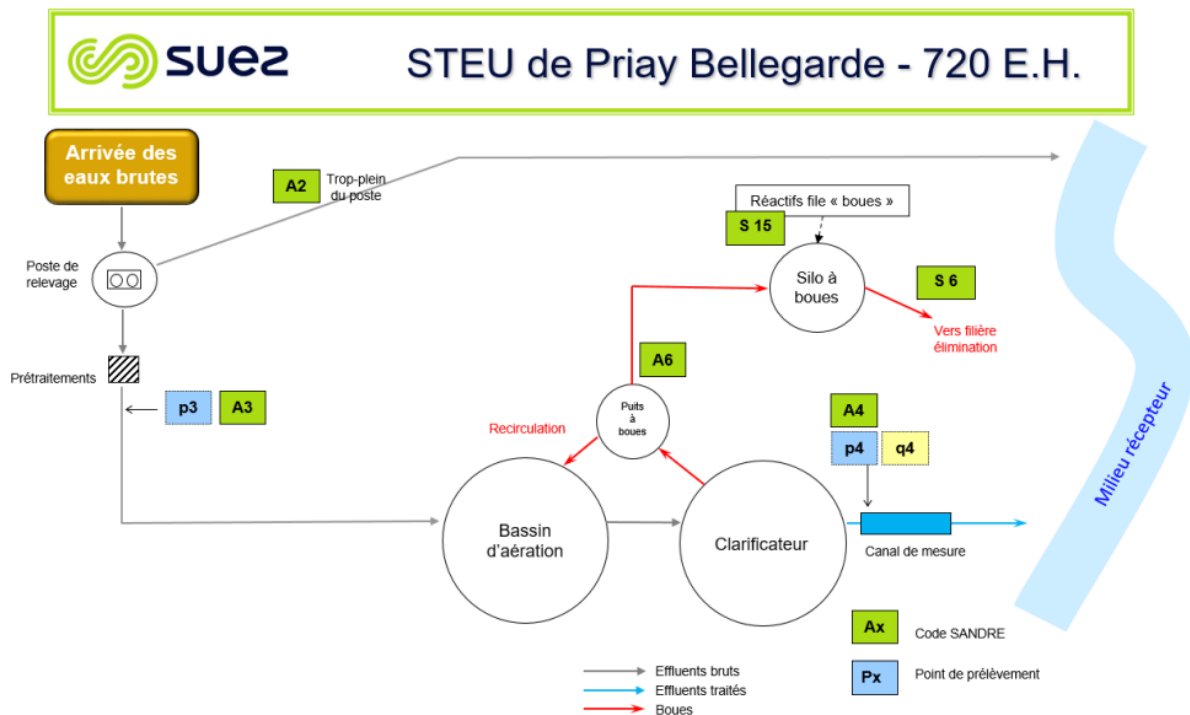 suez
STEU de Priay Bellegarde - 720 E.H.
Arrivée des
eaux brutes
A2
Trop-plein
du poste
Réactifs file « boues »
S 15
Poste de
relevage
Silo à
boues
S 6
Vers filière
élimination
Prétraitements
p3
A3
A6
Puits
à
boues
Recirculation
A4
p4
q4
Bassin
d'aération
Clarificateur
Canal de mesure
Milieu récepteur
Ax
Code SANDRE
Px
Point de prélèvement
Effluents bruts
Effluents traités
Boues